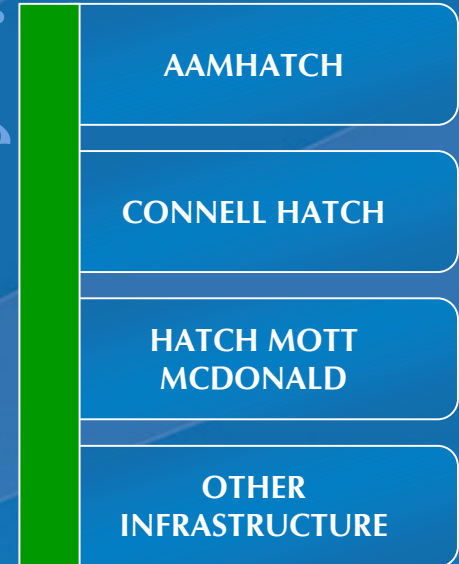 AAMHATCH
CONNELL HATCH
HATCH MOTT
MCDONALD
OTHER
INFRASTRUCTURE